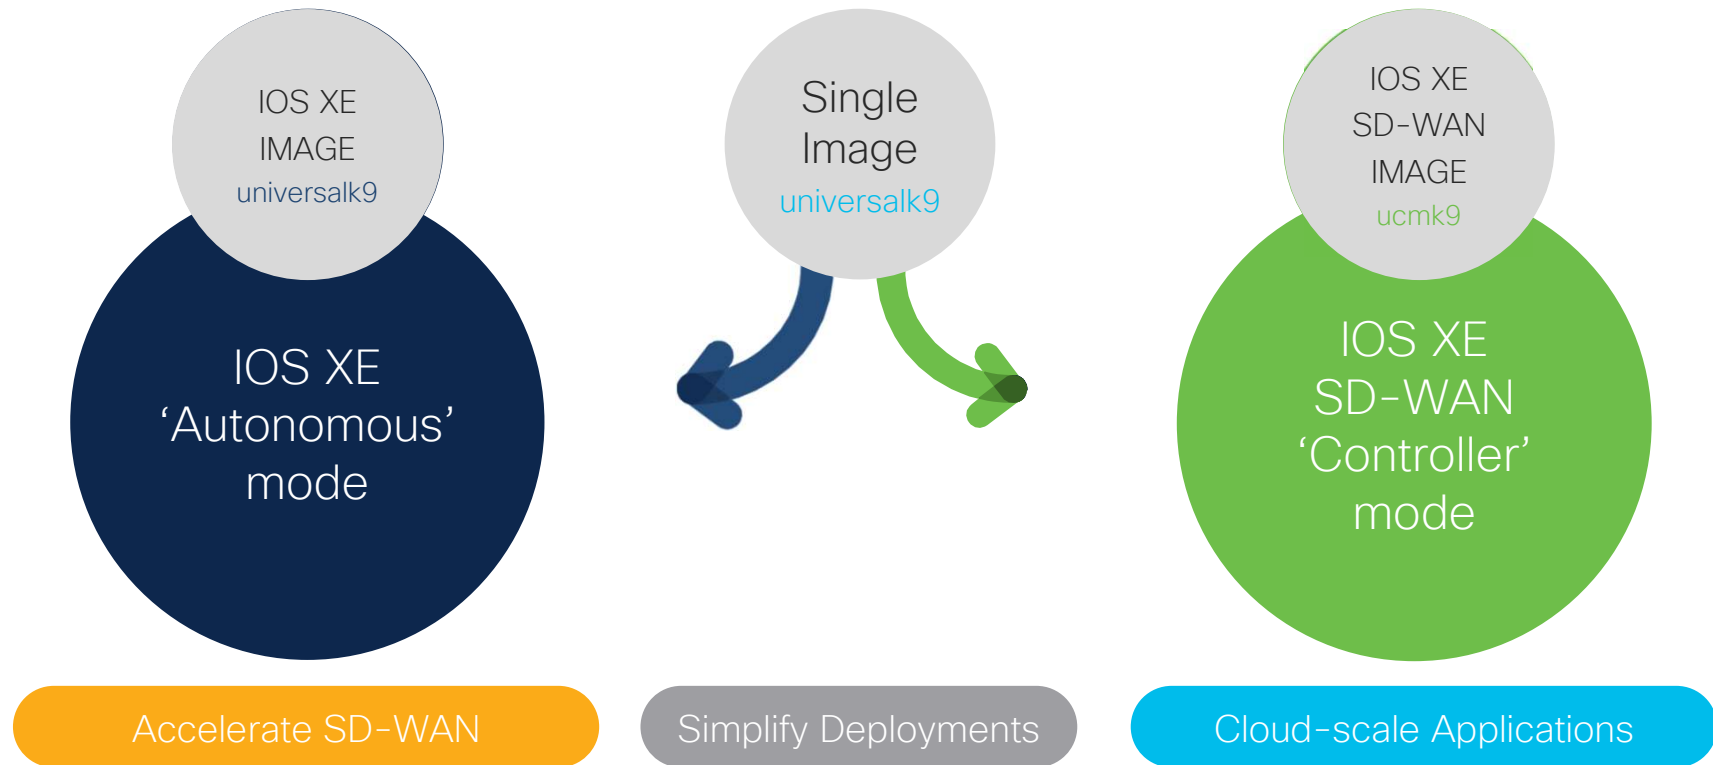 IOS XE
IMAGE
universalk9
IOS XE
‘Autonomous’
mode
Single
Image
universalk9
IOS XE
SD-WAN
IMAGE
ucmk9
IOS XE
SD-WAN
‘Controller’
mode
Accelerate SD-WAN
Simplify Deployments
Cloud-scale Applications